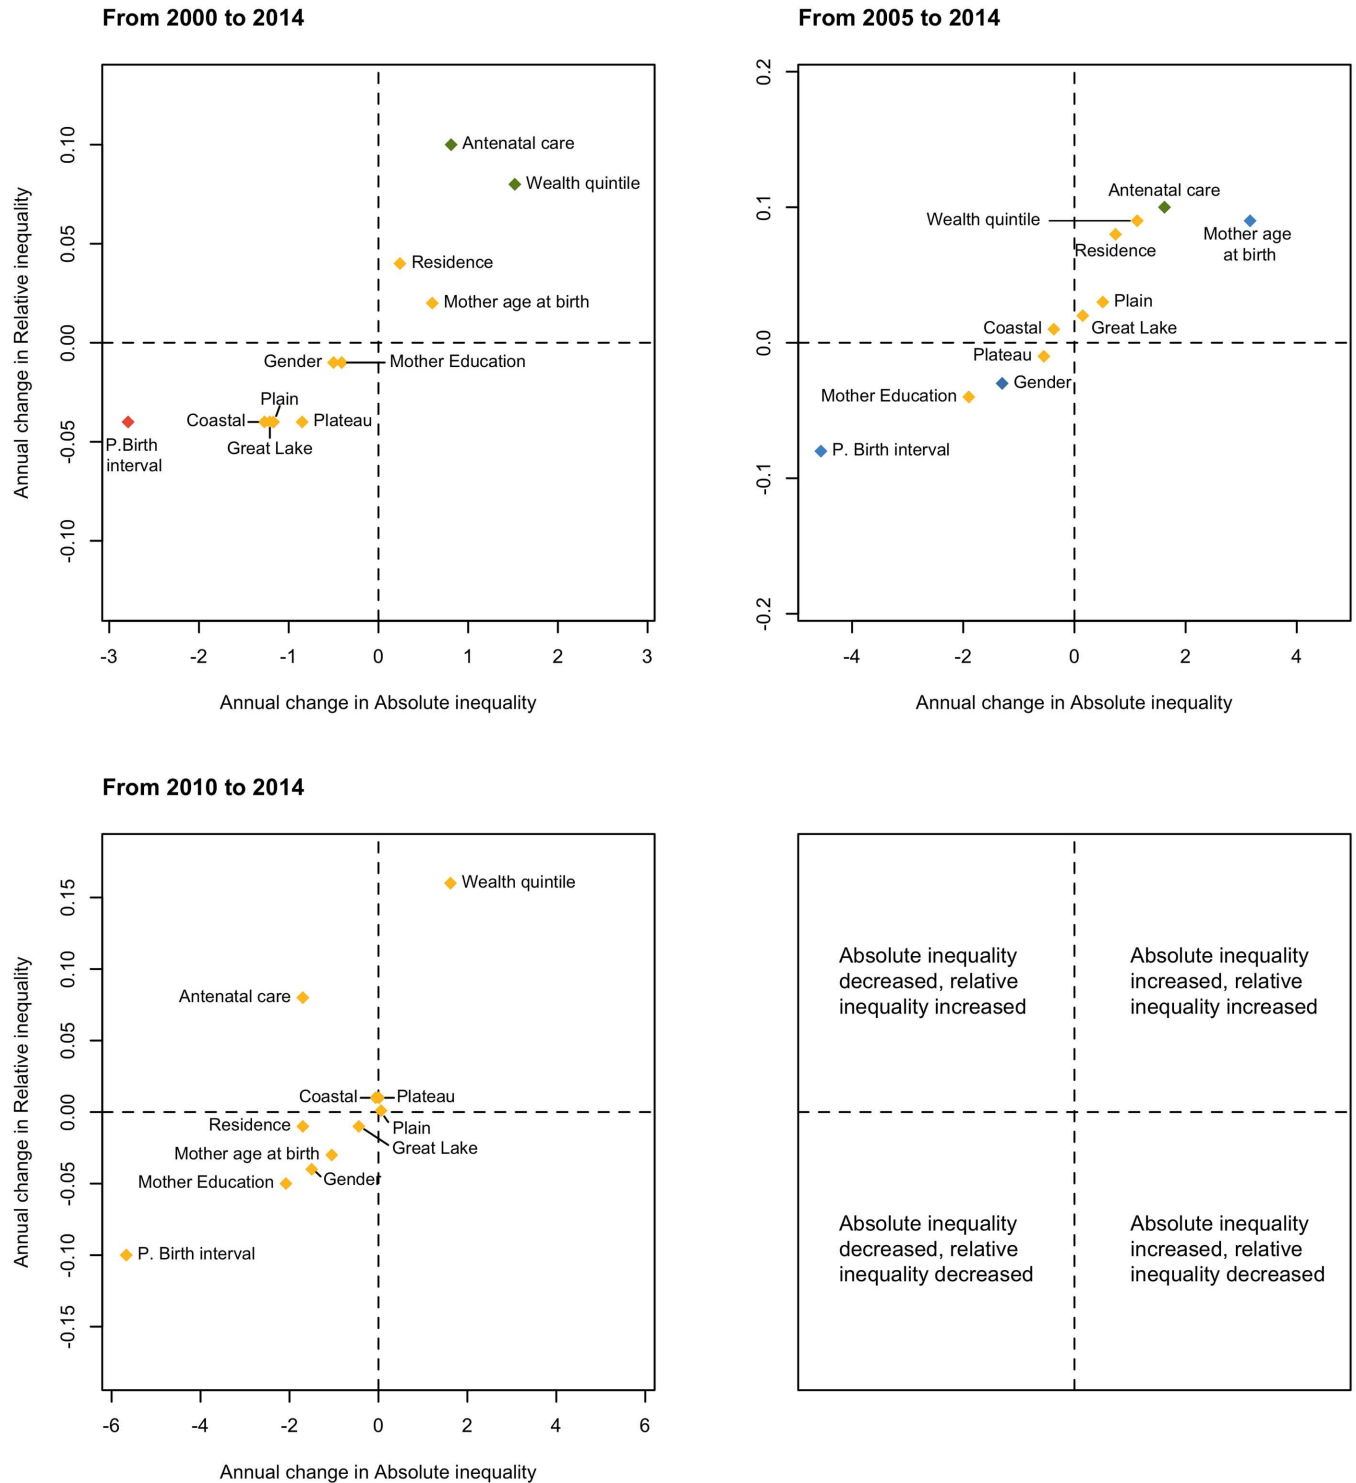 From 2000 to 2014
Annual change in Relative inequality
0.10
0.05
0.00
-0.05
-0.10
Antenatal care
Wealth quintile
Residence
Mother age at birth
Gender
Mother Education
Plain
Coastal
Plateau
Great Lake
P.Birth
interval
-3 -2 -1 0 1 2 3
Annual change in Absolute inequality
From 2005 to 2014
0.2
0.1
0.0
-0.1
-0.2
Antenatal care
Wealth quintile
Mother age
at birth
Residence
Plain
Coastal
Great Lake
Plateau
Gender
Mother Education
P. Birth interval
-4 -2 0 2 4
Annual change in Absolute inequality
From 2010 to 2014
Annual change in Relative inequality
0.15
0.10
0.05
0.00
-0.05
-0.10
-0.15
Wealth quintile
Antenatal care
Coastal
Plateau
Residence
Plain
Great Lake
Mother age at birth
Gender
Mother Education
P. Birth interval
-6 -4 -2 0 2 4 6
Annual change in Absolute inequality
Absolute inequality
decreased, relative
inequality increased
Absolute inequality
increased, relative
inequality increased
Absolute inequality
decreased, relative
inequality decreased
Absolute inequality
increased, relative
inequality decreased